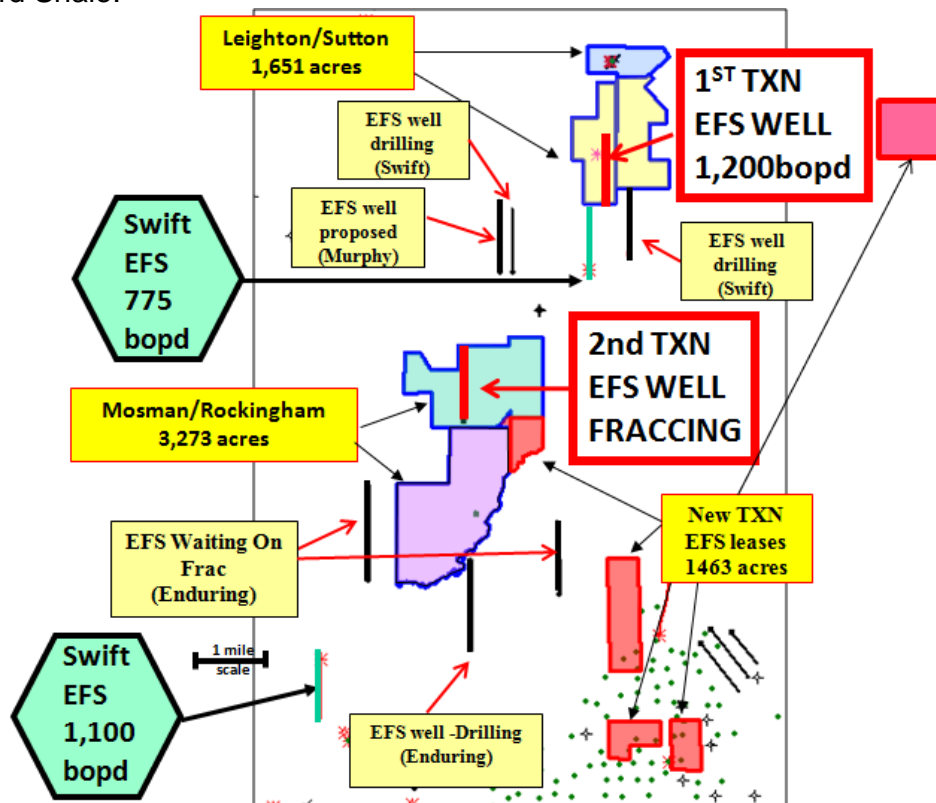 Leighton/Sutton
1,651 acres
1ST TXN
EFS WELL
1,200bopd
EFS well
drilling
(Swift)
EFS well
proposed
(Murphy)
Swift
EFS
775
bopd
EFS well
drilling
(Swift)
2nd TXN
EFS WELL
FRACCING
Mosman/Rockingham
3,273 acres
New TXN
EFS leases
1463 acres
EFS Waiting On
Frac
(Enduring)
1 mile
scale
Swift
EFS
1,100
bopd
EFS well -Drilling
(Enduring)